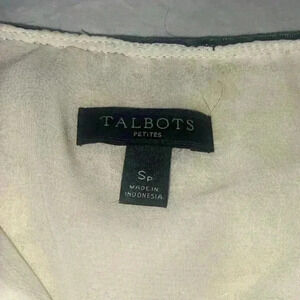 TALBOTS
PETITES
SP
MADE IN
INDONESIA